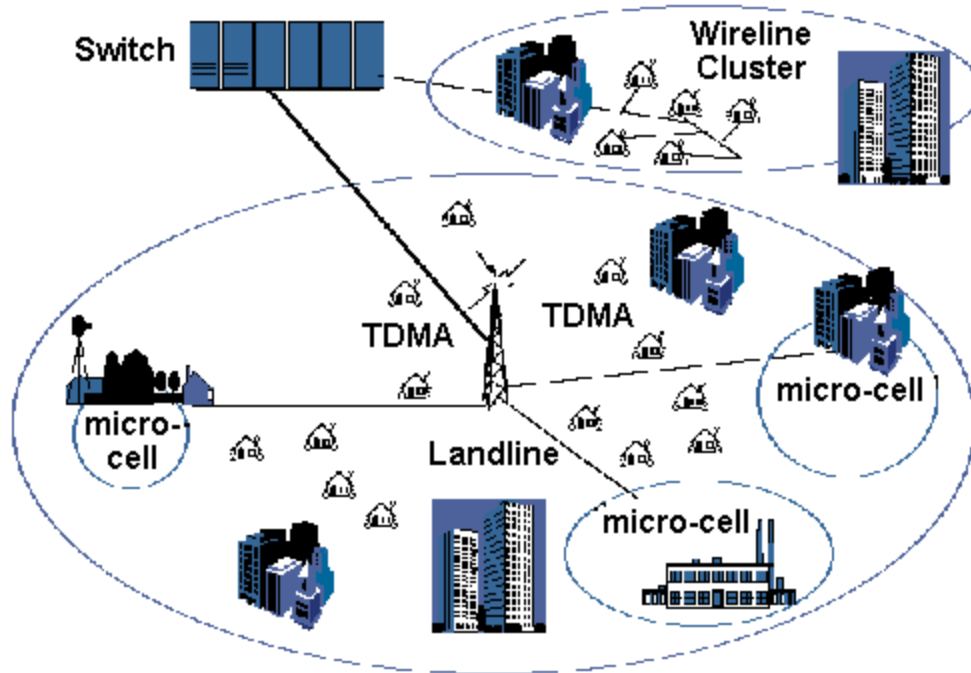 Switch
Wireline
Cluster
TDMA
TDMA
micro-cell
micro-
cell
Landline
micro-cell